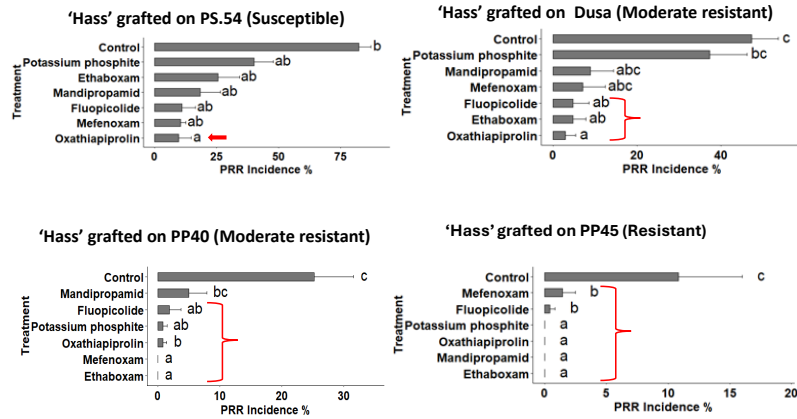 ‘Hass’ grafted on PS.54 (Susceptible)
Treatment
Control b
Potassium phosphite ab
Ethaboxam ab
Mandipropamid ab
Fluopicolide ab
Mefenoxam ab
Oxathiapiprolin a
0 25 50 75
PRR Incidence %
‘Hass’ grafted on Dusa (Moderate resistant)
Treatment
Control c
Potassium phosphite bc
Mandipropamid abc
Mefenoxam abc
Fluopicolide ab
Ethaboxam ab
Oxathiapiprolin a
0 20 40
PRR Incidence %
‘Hass’ grafted on PP40 (Moderate resistant)
Treatment
Control c
Mandipropamid bc
Fluopicolide ab
Potassium phosphite ab
Oxathiapiprolin b
Mefenoxam a
Ethaboxam a
0 10 20 30
PRR Incidence %
‘Hass’ grafted on PP45 (Resistant)
Treatment
Control c
Mefenoxam b
Fluopicolide b
Potassium phosphite a
Oxathiapiprolin a
Mandipropamid a
Ethaboxam a
0 5 10 15 20
PRR Incidence %